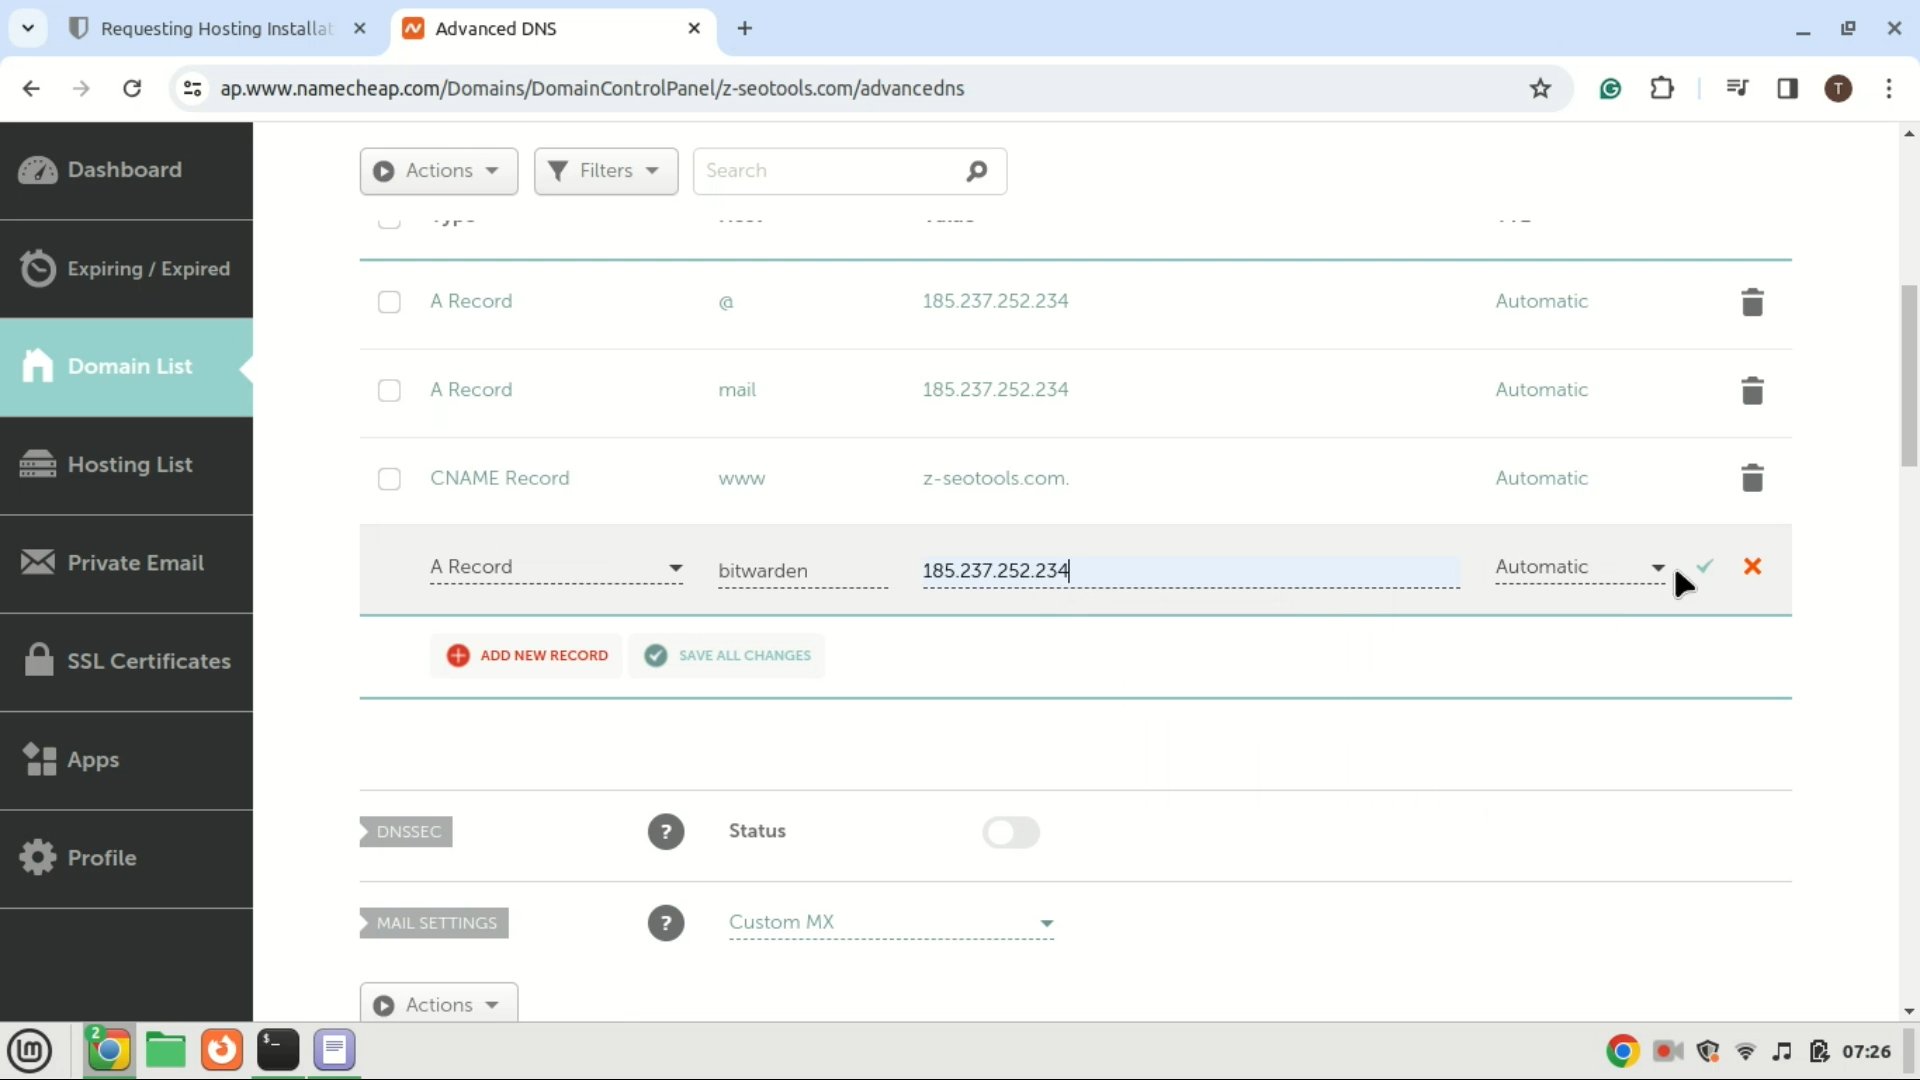 Requesting Hosting Installat
Advanced DNS
ap.www.namecheap.com/Domains/DomainControlPanel/z-seotools.com/advancedns
T
Dashboard
Expiring / Expired
Domain List
Hosting List
Private Email
SSL Certificates
Apps
Profile
Actions
Filters
Search
A Record @ 185.237.252.234 Automatic
A Record mail 185.237.252.234 Automatic
CNAME Record www z-seotools.com. Automatic
A Record bitwarden 185.237.252.234 Automatic
ADD NEW RECORD SAVE ALL CHANGES
DNSSEC ? Status
MAIL SETTINGS ? Custom MX
Actions
2
$_
07:26